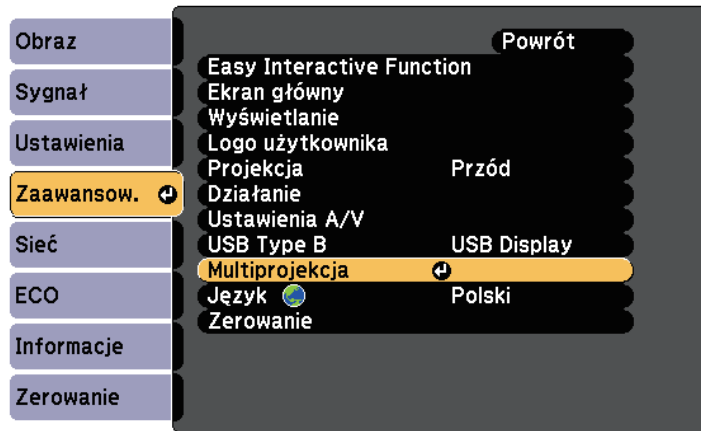 Obraz
Sygnał
Ustawienia
Zaawansow.
Sieć
ECO
Informacje
Zerowanie
Powrót
Easy Interactive Function
Ekran główny
Wyświetlanie
Logo użytkownika
Projekcja Przód
Działanie
Ustawienia A/V
USB Type B USB Display
Multiprojekcja
Język Polski
Zerowanie